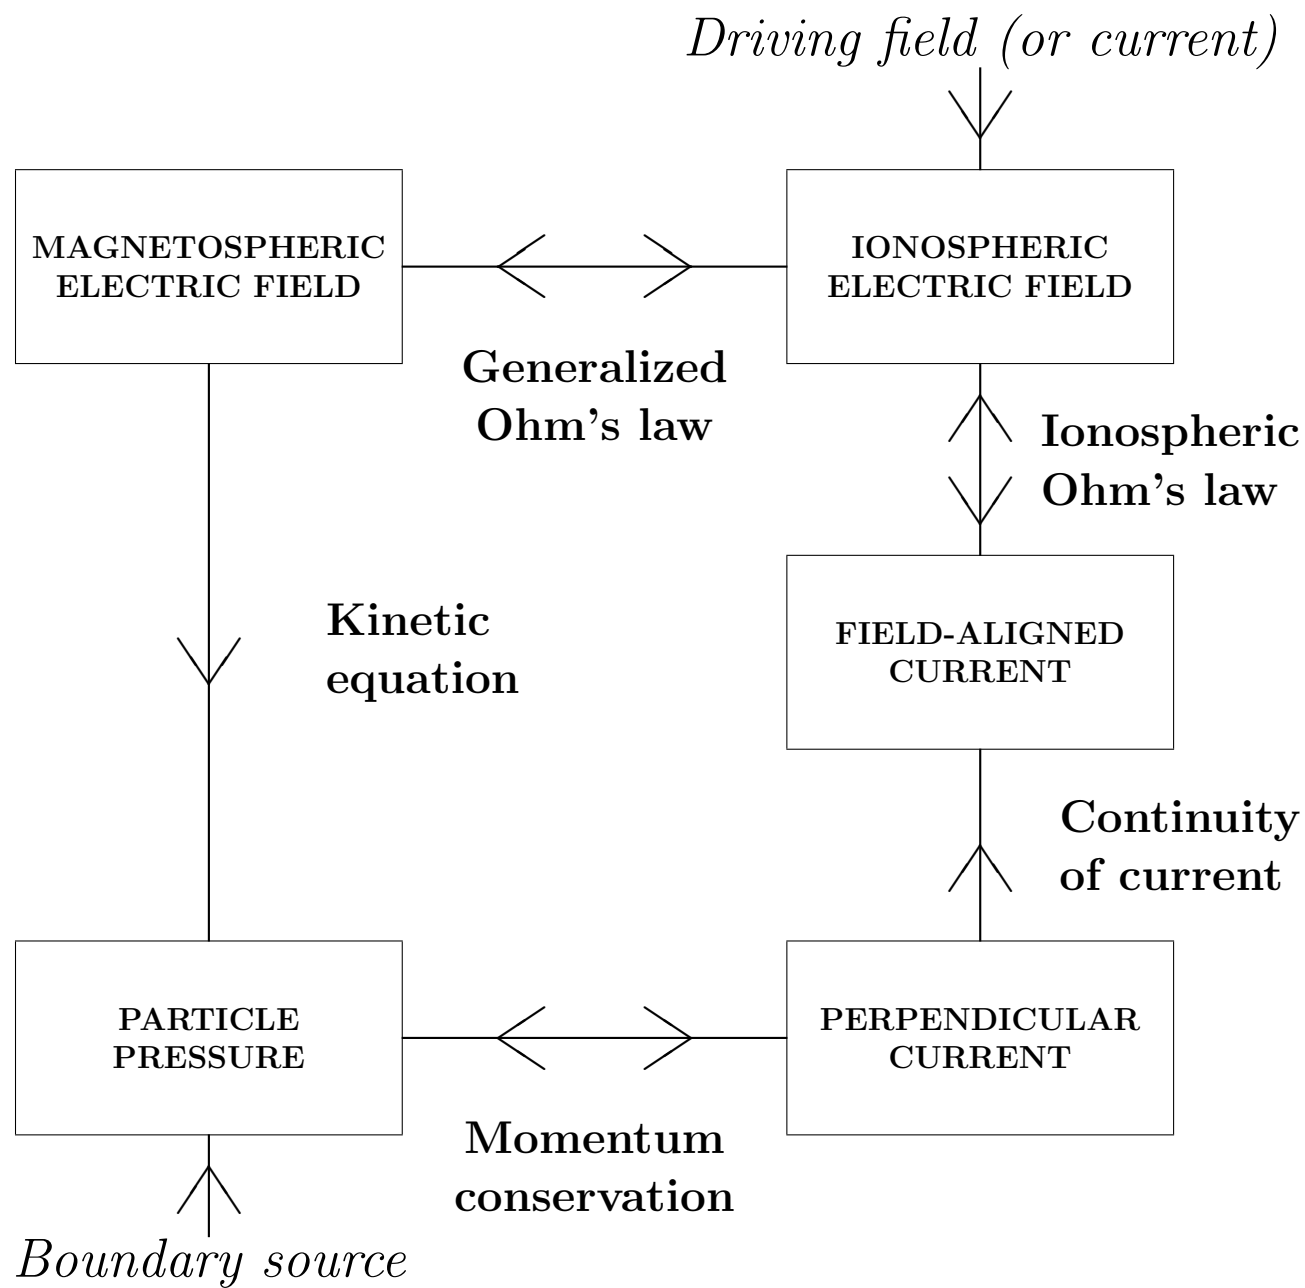 Driving field (or current)
MAGNETOSPHERIC
ELECTRIC FIELD
IONOSPHERIC
ELECTRIC FIELD
Generalized
Ohm's law
Ionospheric
Ohm's law
Kinetic
equation
FIELD-ALIGNED
CURRENT
Continuity
of current
PARTICLE
PRESSURE
PERPENDICULAR
CURRENT
Momentum
conservation
Boundary source